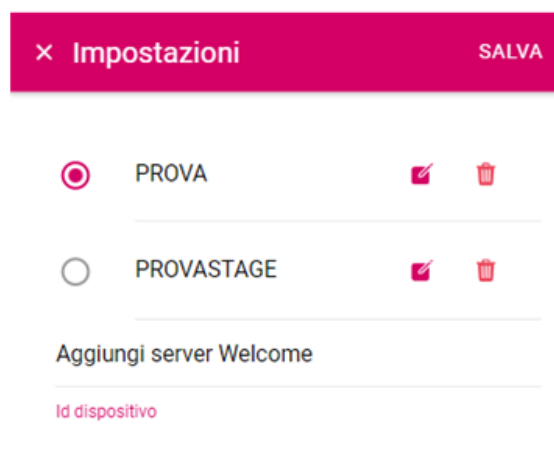 × Impostazioni SALVA
PROVA
PROVASTAGE
Aggiungi server Welcome
Id dispositivo